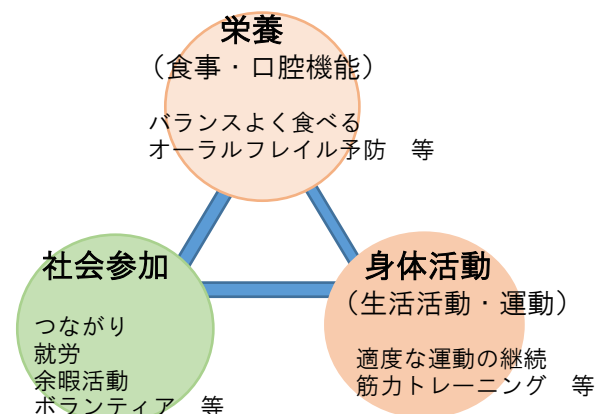 栄養
（食事・口腔機能）
バランスよく食べる
オーラルフレイル予防　等
社会参加
つながり
就労
余暇活動
ボランティア　等
身体活動
（生活活動・運動）
適度な運動の継続
筋力トレーニング　等